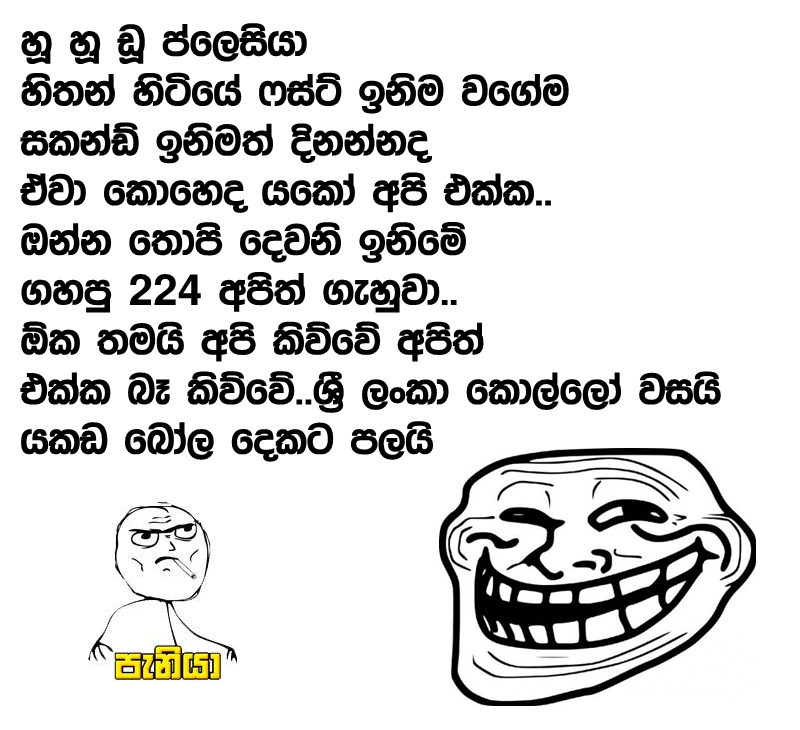 හූ හූ ඩූ ප්ලෙසියා
හිතන් හිටියේ ෆස්ට් ඉනිම වගේම
සකන්ඩ් ඉනිමත් දිනන්නද
ඒවා කොහෙද යකෝ අපි එක්ක..
ඔන්න තොපි දෙවනි ඉනිමේ
ගහපු 224 අපිත් ගැහුවා..
ඕක තමයි අපි කිව්වේ අපිත්
එක්ක බෑ කිව්වේ..ශ්‍රී ලංකා කොල්ලෝ වසයි
යකඩ බෝල දෙකට පලයි
පැනියා